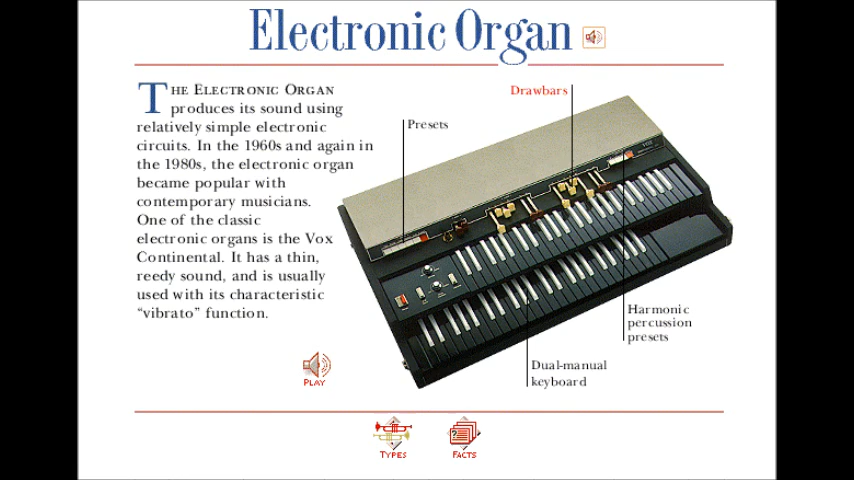 Electronic Organ
THE ELECTRONIC ORGAN
produces its sound using
relatively simple electronic
circuits. In the 1960s and again in
the 1980s, the electronic organ
became popular with
contemporary musicians.
One of the classic
electronic organs is the Vox
Continental. It has a thin,
reedy sound, and is usually
used with its characteristic
“vibrato” function.
PLAY
Drawbars
Presets
Harmonic
percussion
presets
Dual-manual
keyboard
TYPES
FACTS